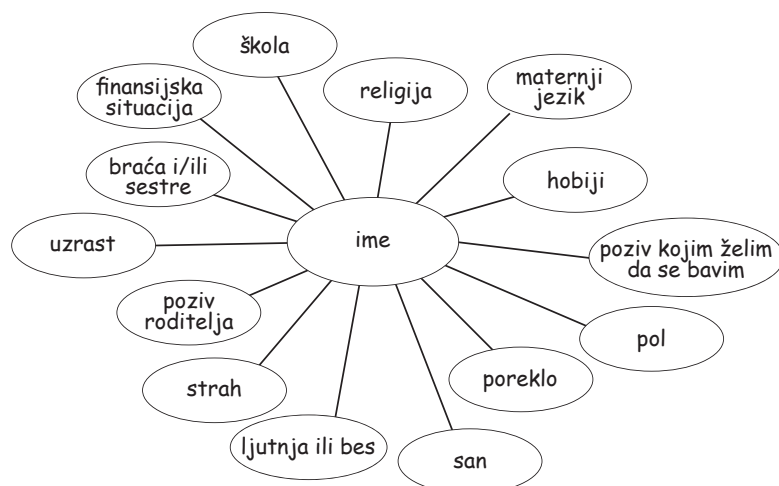 škola
finansijska
situacija
religija
maternji
jezik
braća i/ili
sestre
hobiji
uzrast
ime
poziv kojim želim
da se bavim
poziv
roditelja
pol
strah
poreklo
ljutnja ili bes
san